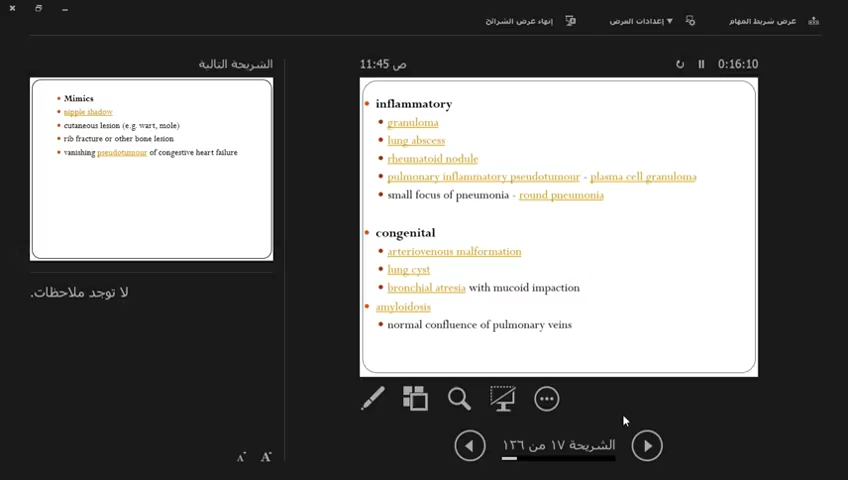 عرض شريط المهام
إعدادات العرض ▼
إنهاء عرض الشرائح
0:16:10
11:45 ص
inflammatory
granuloma
lung abscess
rheumatoid nodule
pulmonary inflammatory pseudotumour - plasma cell granuloma
small focus of pneumonia - round pneumonia
congenital
arteriovenous malformation
lung cyst
bronchial atresia with mucoid impaction
amyloidosis
normal confluence of pulmonary veins
الشريحة ١٧ من ١٣٦
الشريحة التالية
Mimics
nipple shadow
cutaneous lesion (e.g. wart, mole)
rib fracture or other bone lesion
vanishing pseudotumour of congestive heart failure
لا توجد ملاحظات.
A A